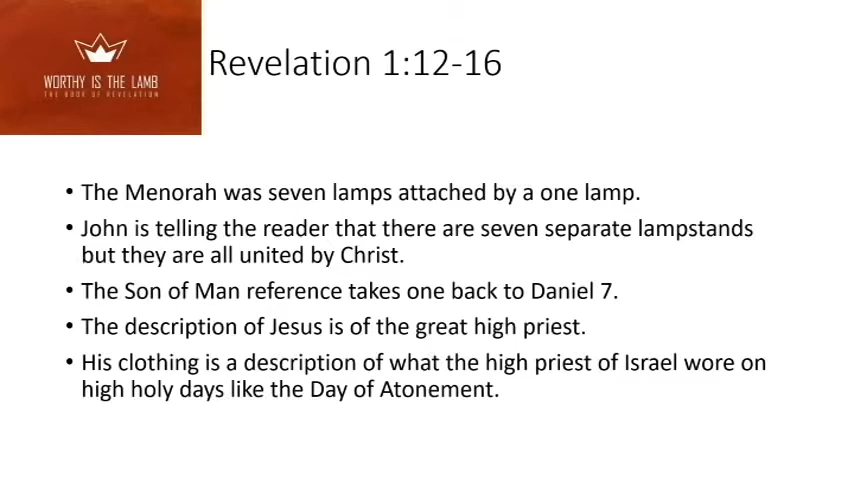 WORTHY IS THE LAMB
THE BOOK OF REVELATION
Revelation 1:12-16
• The Menorah was seven lamps attached by a one lamp.
• John is telling the reader that there are seven separate lampstands
but they are all united by Christ.
• The Son of Man reference takes one back to Daniel 7.
• The description of Jesus is of the great high priest.
• His clothing is a description of what the high priest of Israel wore on
high holy days like the Day of Atonement.